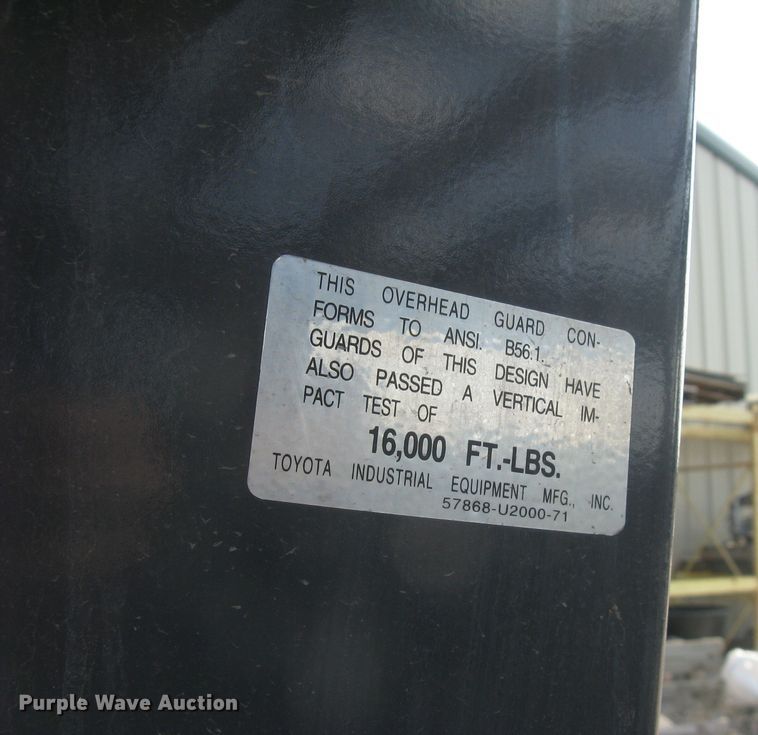 THIS OVERHEAD GUARD CON-
FORMS TO ANSI. B56.1.
GUARDS OF THIS DESIGN HAVE
ALSO PASSED A VERTICAL IM-
PACT TEST OF
16,000 FT.-LBS.
TOYOTA INDUSTRIAL EQUIPMENT MFG., INC.
57868-U2000-71
Purple Wave Auction